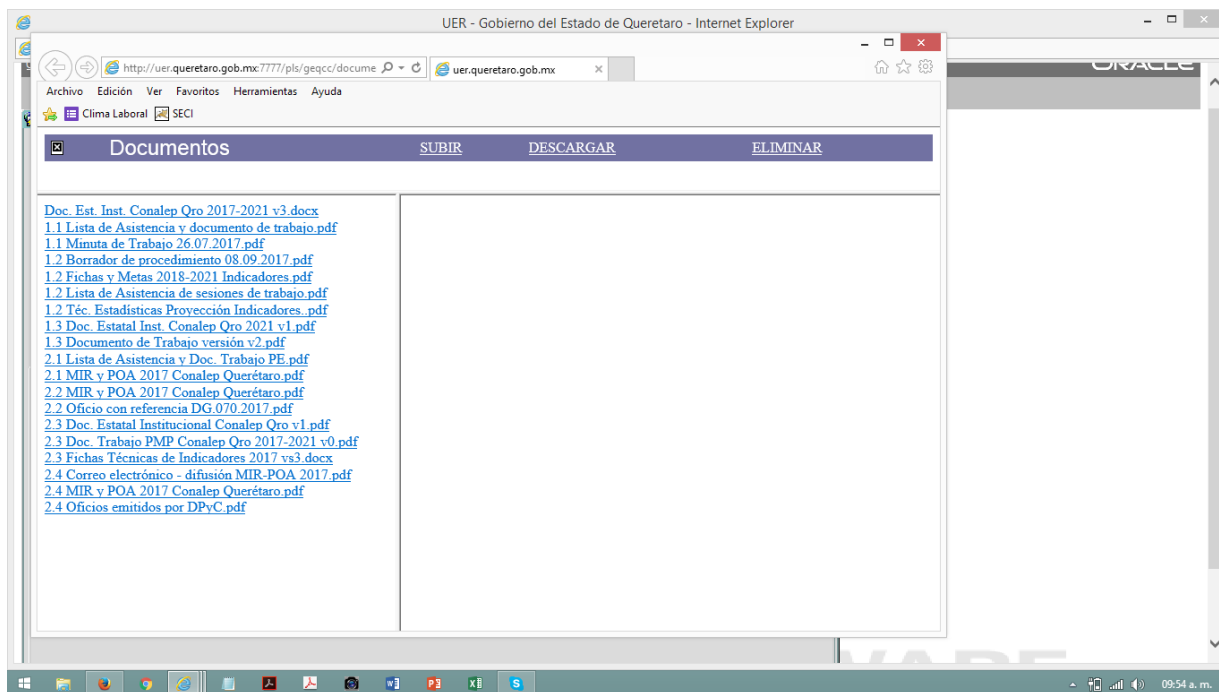 UER - Gobierno del Estado de Queretaro - Internet Explorer
http://uer.queretaro.gob.mx:7777/pls/geqcc/docume
uer.queretaro.gob.mx
ORACLE
Archivo Edición Ver Favoritos Herramientas Ayuda
Clima Laboral SECI
Documentos SUBIR DESCARGAR ELIMINAR
Doc. Est. Inst. Conalep Qro 2017-2021 v3.docx
1.1 Lista de Asistencia y documento de trabajo.pdf
1.1 Minuta de Trabajo 26.07.2017.pdf
1.2 Borrador de procedimiento 08.09.2017.pdf
1.2 Fichas y Metas 2018-2021 Indicadores.pdf
1.2 Lista de Asistencia de sesiones de trabajo.pdf
1.2 Téc. Estadísticas Proyección Indicadores..pdf
1.3 Doc. Estatal Inst. Conalep Qro 2021 v1.pdf
1.3 Documento de Trabajo versión v2.pdf
2.1 Lista de Asistencia y Doc. Trabajo PE.pdf
2.1 MIR y POA 2017 Conalep Querétaro.pdf
2.2 MIR y POA 2017 Conalep Querétaro.pdf
2.2 Oficio con referencia DG.070.2017.pdf
2.3 Doc. Estatal Institucional Conalep Qro v1.pdf
2.3 Doc. Trabajo PMP Conalep Qro 2017-2021 v0.pdf
2.3 Fichas Técnicas de Indicadores 2017 vs3.docx
2.4 Correo electrónico - difusión MIR-POA 2017.pdf
2.4 MIR y POA 2017 Conalep Querétaro.pdf
2.4 Oficios emitidos por DPyC.pdf
09:54 a. m.